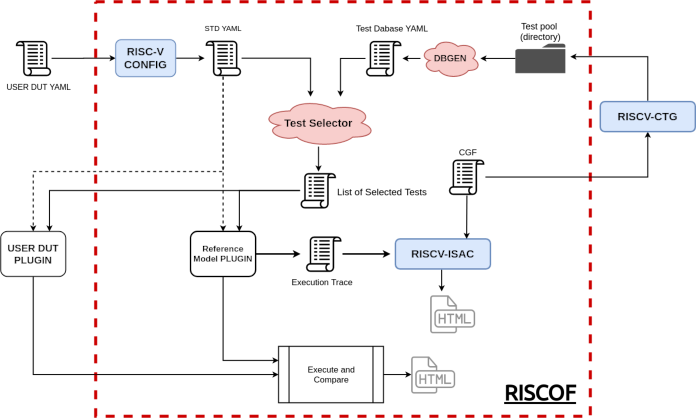 STD YAML
Test Dabase YAML
Test pool
(directory)
RISC-V
CONFIG
DBGEN
USER DUT YAML
RISCV-CTG
Test Selector
CGF
List of Selected Tests
USER DUT
PLUGIN
Reference
Model PLUGIN
RISCV-ISAC
Execution Trace
HTML
Execute and
Compare
HTML
RISCOF